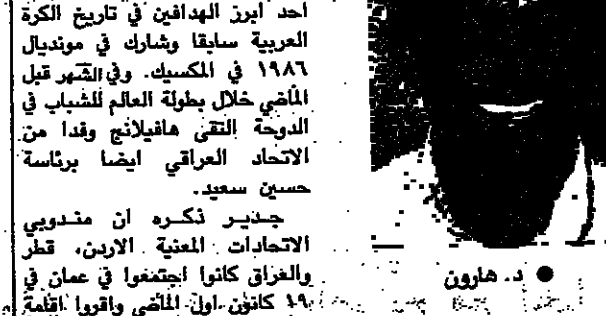 احد ابرز الهدافين في تاريخ الكرة
العربية سابقا وشارك في مونديال
١٩٨٦ في المكسيك. وفي الشهر قبل
الماضي خلال بطولة العالم للشباب في
الدوحة التقى هافيلانج وفدا من
الاتحاد العراقي ايضا برئاسة
حسين سعيد.
جدير ذكره ان مندوبي
الاتحادات المعنية الاردن، قطر
والعراق كانوا اجتمعوا في عمان في
١٩ كانون اول الماضي واقروا اقامة
● د. هارون